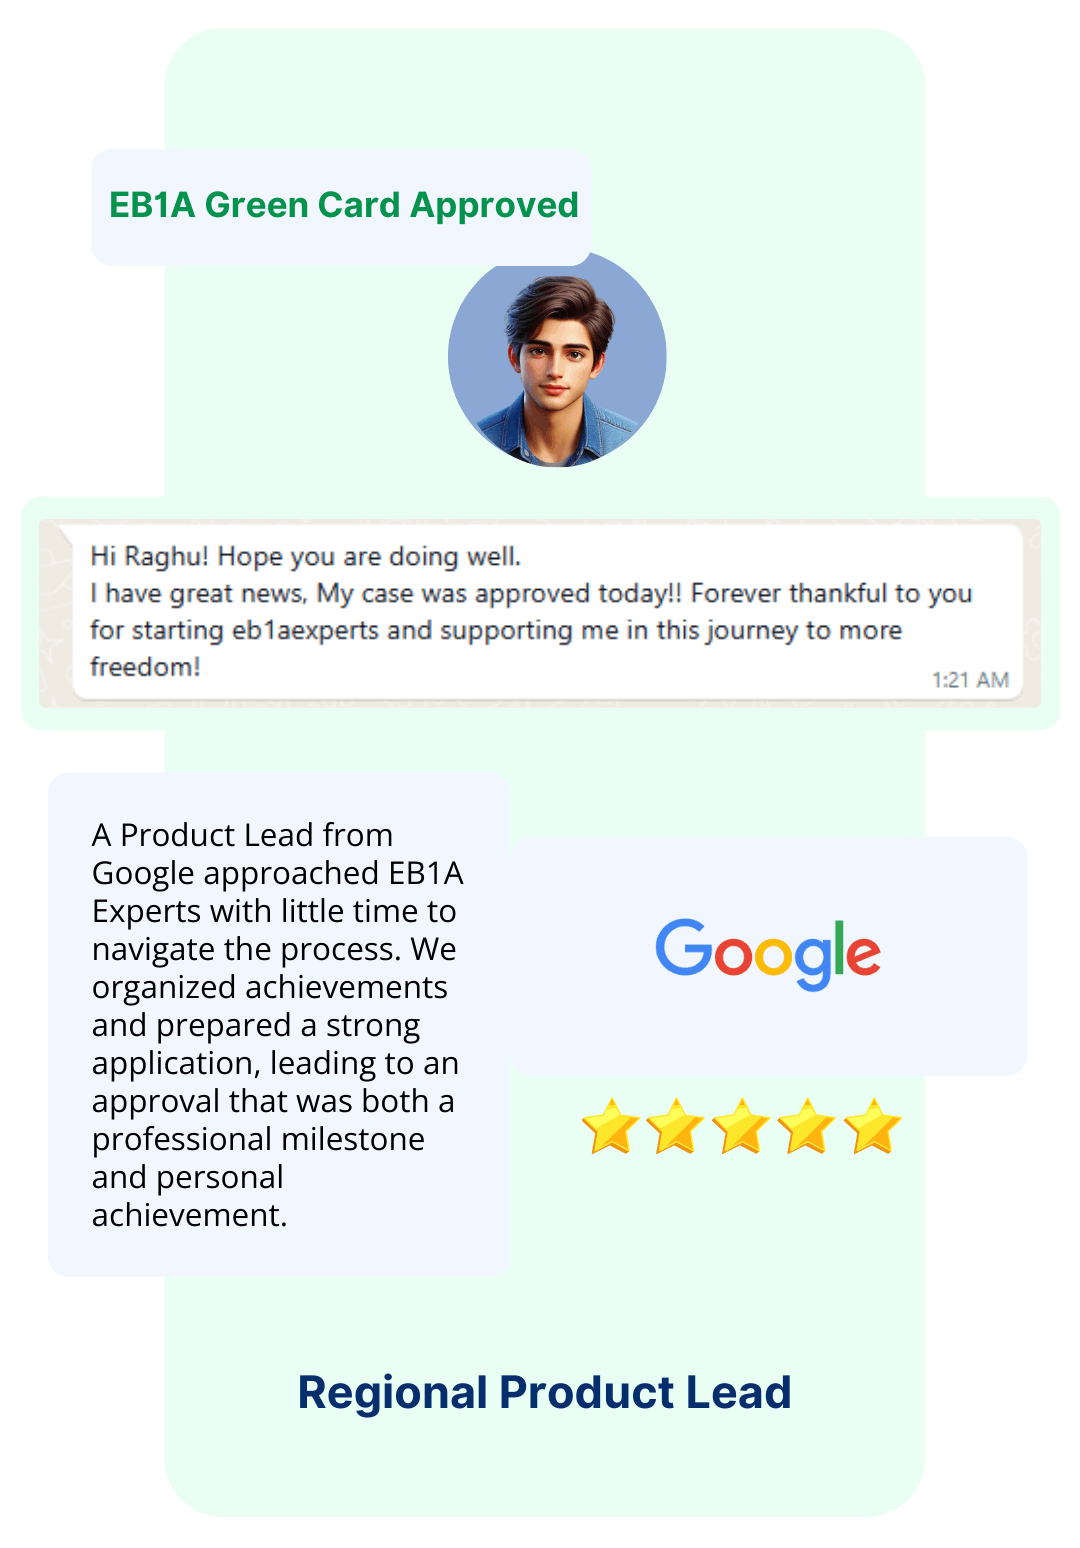 EB1A Green Card Approved
Hi Raghu! Hope you are doing well.
I have great news, My case was approved today!! Forever thankful to you
for starting eb1aexperts and supporting me in this journey to more
freedom!
1:21 AM
A Product Lead from
Google approached EB1A
Experts with little time to
navigate the process. We
organized achievements
and prepared a strong
application, leading to an
approval that was both a
professional milestone
and personal
achievement.
Google
Regional Product Lead